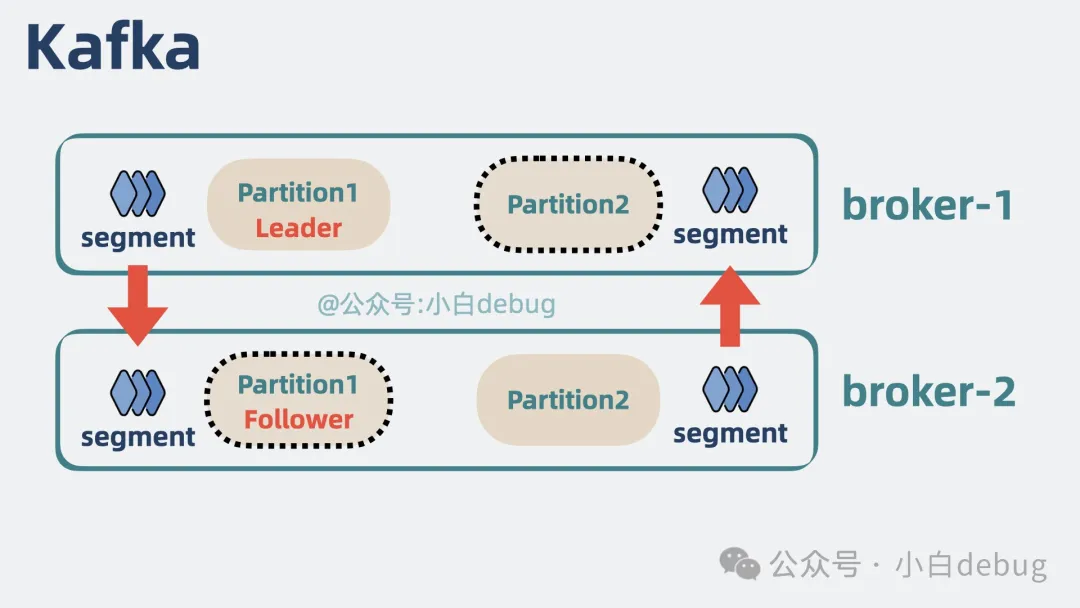 Kafka
segment
Partition1
Leader
Partition2
segment
broker-1
@公众号:小白debug
segment
Partition1
Follower
Partition2
segment
broker-2
公众号 · 小白debug